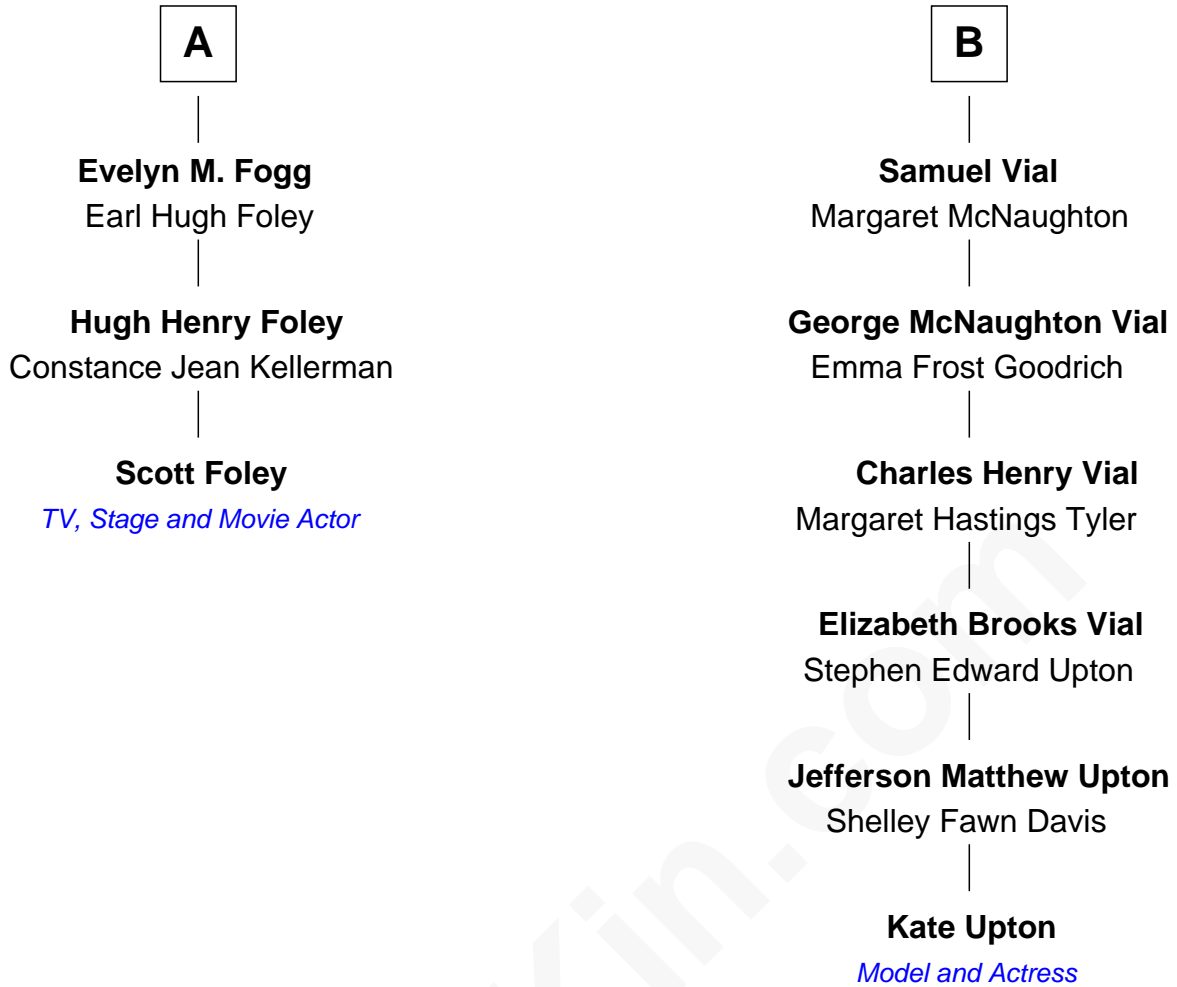 A
Evelyn M. Fogg
Earl Hugh Foley
Hugh Henry Foley
Constance Jean Kellerman
Scott Foley
TV, Stage and Movie Actor
B
Samuel Vial
Margaret McNaughton
George McNaughton Vial
Emma Frost Goodrich
Charles Henry Vial
Margaret Hastings Tyler
Elizabeth Brooks Vial
Stephen Edward Upton
Jefferson Matthew Upton
Shelley Fawn Davis
Kate Upton
Model and Actress
Kin.com